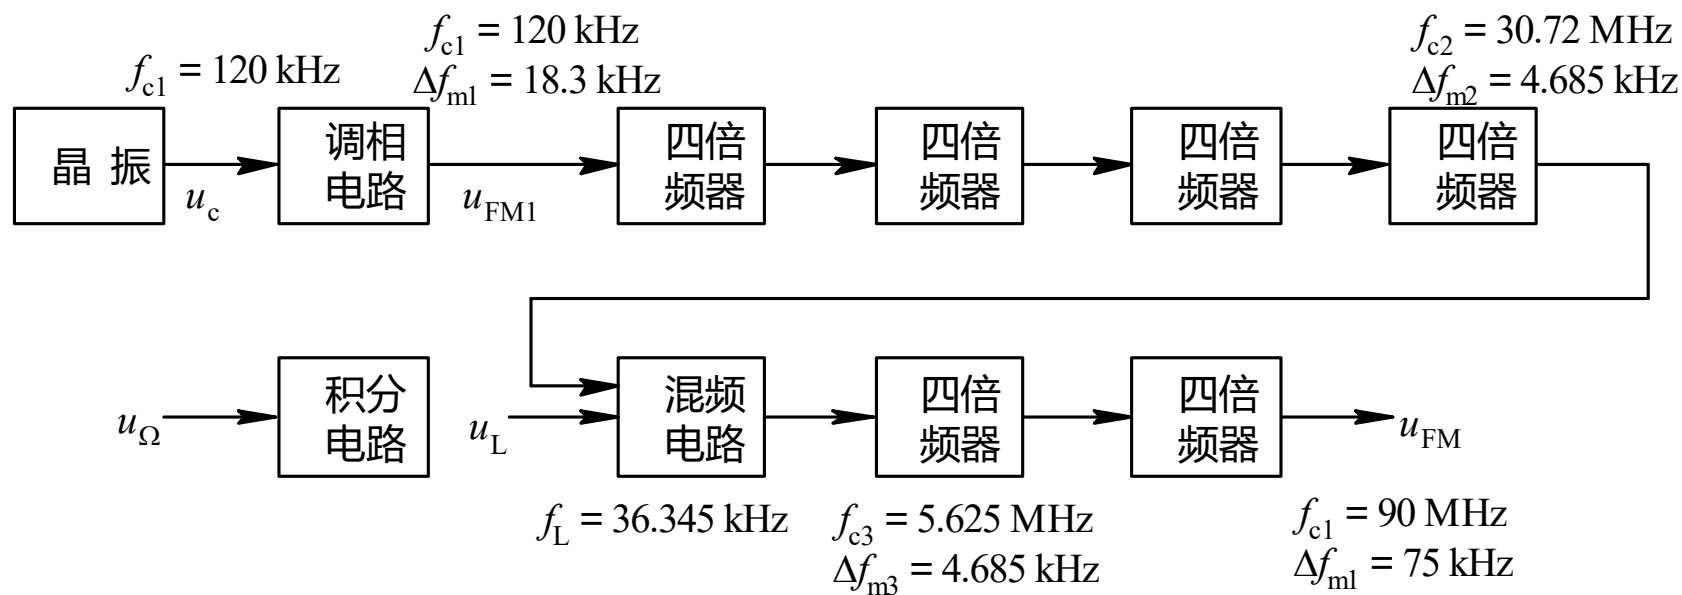 f_c1 = 120 kHz
f_c1 = 120 kHz
Δf_m1 = 18.3 kHz
f_c2 = 30.72 MHz
Δf_m2 = 4.685 kHz
晶 振
调相
电路
四倍
频器
四倍
频器
四倍
频器
四倍
频器
u_c
u_FM1
u_Ω
积分
电路
u_L
混频
电路
四倍
频器
四倍
频器
u_FM
f_L = 36.345 kHz
f_c3 = 5.625 MHz
Δf_m3 = 4.685 kHz
f_c1 = 90 MHz
Δf_m1 = 75 kHz